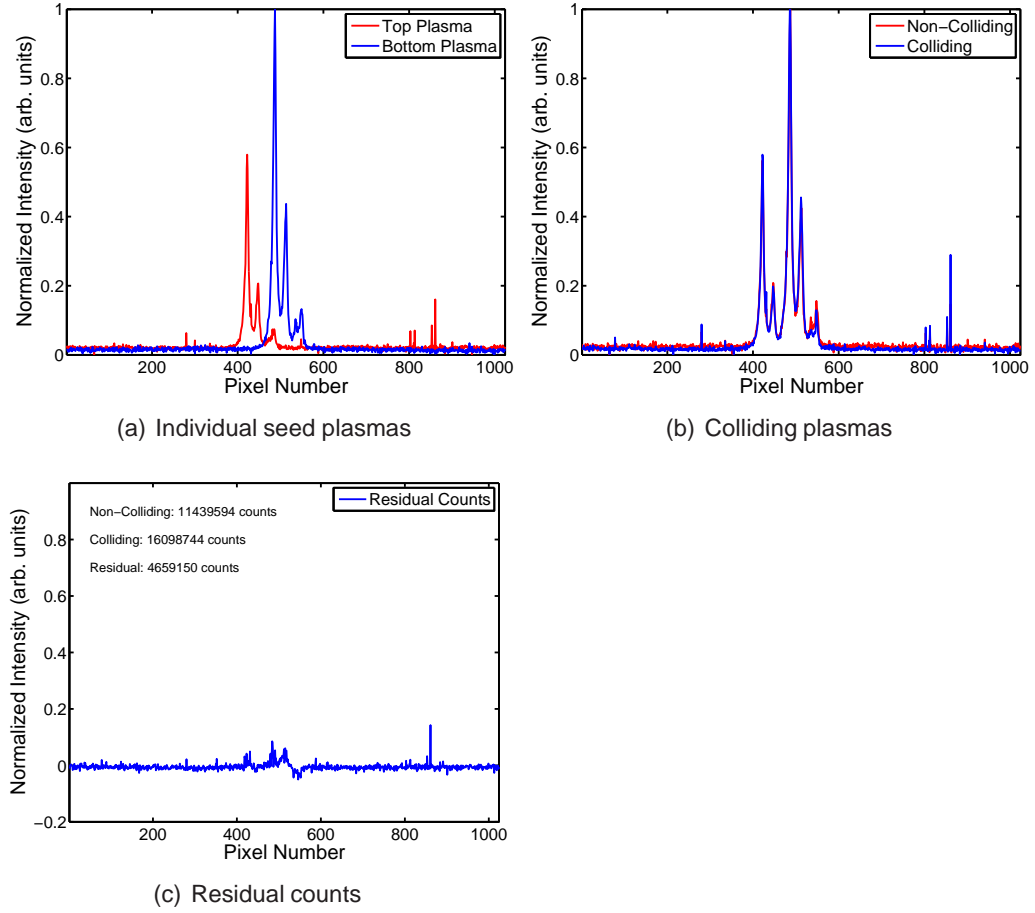 Top Plasma
Bottom Plasma
Normalized Intensity (arb. units)
1
0.8
0.6
0.4
0.2
0
200 400 600 800 1000
Pixel Number
(a) Individual seed plasmas
Non−Colliding
Colliding
Normalized Intensity (arb. units)
1
0.8
0.6
0.4
0.2
0
200 400 600 800 1000
Pixel Number
(b) Colliding plasmas
Residual Counts
Non−Colliding: 11439594 counts
Colliding: 16098744 counts
Residual: 4659150 counts
Normalized Intensity (arb. units)
0.8
0.6
0.4
0.2
0
−0.2
200 400 600 800 1000
Pixel Number
(c) Residual counts